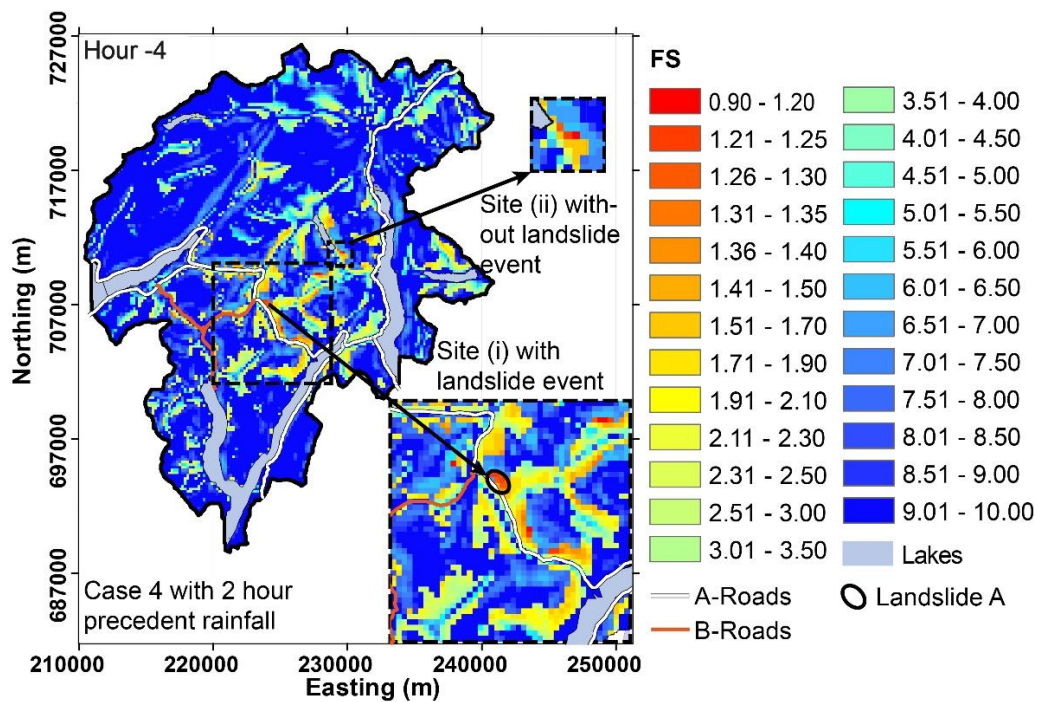 Hour -4
727000
717000
707000
697000
687000
Northing (m)
Site (ii) with-
out landslide
event
Site (i) with
landslide event
Case 4 with 2 hour
precedent rainfall
210000 220000 230000 240000 250000
Easting (m)
FS
0.90 - 1.20
1.21 - 1.25
1.26 - 1.30
1.31 - 1.35
1.36 - 1.40
1.41 - 1.50
1.51 - 1.70
1.71 - 1.90
1.91 - 2.10
2.11 - 2.30
2.31 - 2.50
2.51 - 3.00
3.01 - 3.50
3.51 - 4.00
4.01 - 4.50
4.51 - 5.00
5.01 - 5.50
5.51 - 6.00
6.01 - 6.50
6.51 - 7.00
7.01 - 7.50
7.51 - 8.00
8.01 - 8.50
8.51 - 9.00
9.01 - 10.00
Lakes
A-Roads
B-Roads
Landslide A